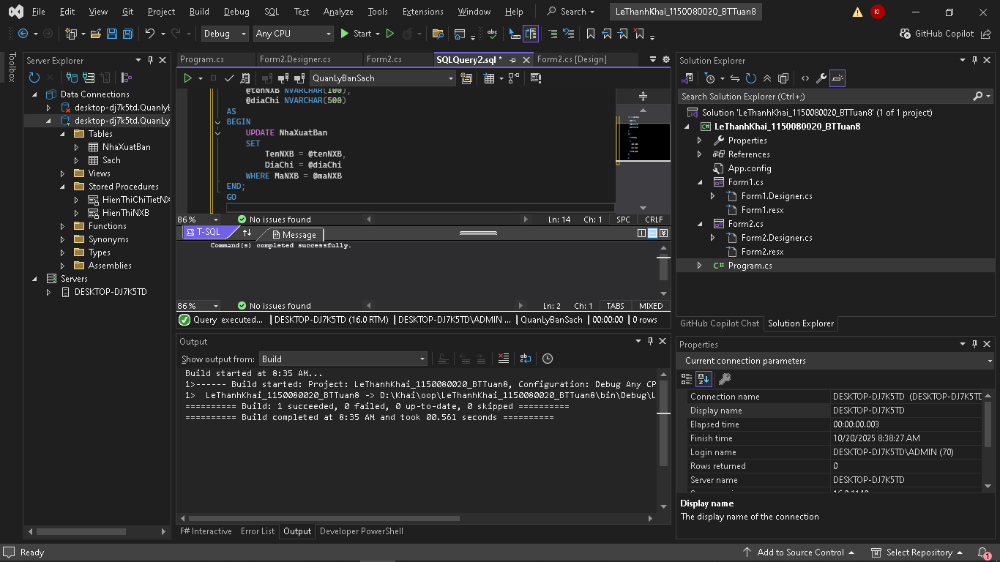 File Edit View Git Project Build Debug SQL Test Analyze Tools Extensions Window Help Search LeThanhKhai_1150080020_BTTuan8 KI
Debug Any CPU Start GitHub Copilot
Toolbox
Server Explorer
Data Connections
desktop-dj7k5td.Quanlyb
desktop-dj7k5td.QuanLy
Tables
NhaXuatBan
Sach
Views
Stored Procedures
HienThiChiTietNX
HienThiNXB
Functions
Synonyms
Types
Assemblies
Servers
DESKTOP-DJ7K5TD
Program.cs Form2.Designer.cs Form2.cs SQLQuery2.sql * Form2.cs [Design]
QuanLyBanSach
@tenNXB NVARCHAR(100),
@diaChi NVARCHAR(500)
AS
BEGIN
UPDATE NhaXuatBan
SET
TenNXB = @tenNXB,
DiaChi = @diaChi
WHERE MaNXB = @maNXB
END;
GO
86 % No issues found Ln: 14 Ch: 1 SPC CRLF
T-SQL Message
Command(s) completed successfully.
86 % No issues found Ln: 2 Ch: 1 TABS MIXED
Query executed... DESKTOP-DJ7K5TD (16.0 RTM) DESKTOP-DJ7K5TD\ADMIN ... QuanLyBanSach 00:00:00 0 rows
Output
Show output from: Build
Build started at 8:35 AM...
1>------ Build started: Project: LeThanhKhai_1150080020_BTTuan8, Configuration: Debug Any CP
1> LeThanhKhai_1150080020_BTTuan8 -> D:\Khai\oop\LeThanhKhai_1150080020_BTTuan8\bin\Debug\L
========== Build: 1 succeeded, 0 failed, 0 up-to-date, 0 skipped ==========
========== Build completed at 8:35 AM and took 00.561 seconds ==========
F# Interactive Error List Output Developer PowerShell
Solution Explorer
Search Solution Explorer (Ctrl+;)
Solution 'LeThanhKhai_1150080020_BTTuan8' (1 of 1 project)
LeThanhKhai_1150080020_BTTuan8
Properties
References
App.config
Form1.cs
Form1.Designer.cs
Form1.resx
Form2.cs
Form2.Designer.cs
Form2.resx
C# Program.cs
GitHub Copilot Chat Solution Explorer
Properties
Current connection parameters
Connection name DESKTOP-DJ7K5TD (DESKTOP-DJ7K5TD
Display name DESKTOP-DJ7K5TD
Elapsed time 00:00:00.003
Finish time 10/20/2025 8:38:27 AM
Login name DESKTOP-DJ7K5TD\ADMIN (70)
Rows returned 0
Server name DESKTOP-DJ7K5TD
Display name
The display name of the connection
Ready Add to Source Control Select Repository 1